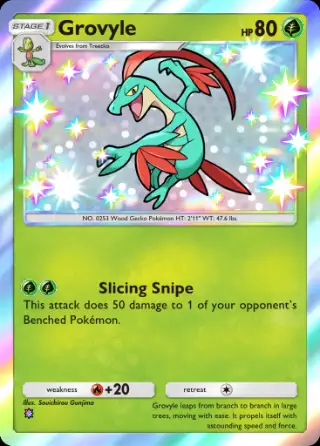 STAGE 1 Grovyle HP 80
Evolves from Treecko
NO. 0253 Wood Gecko Pokémon HT: 2'11" WT: 47.6 lbs.
Slicing Snipe
This attack does 50 damage to 1 of your opponent's
Benched Pokémon.
weakness +20 retreat
Illus. Souichirou Gunjima
Grovyle leaps from branch to branch in large
trees, moving with ease. It propels itself with
astounding speed and force.